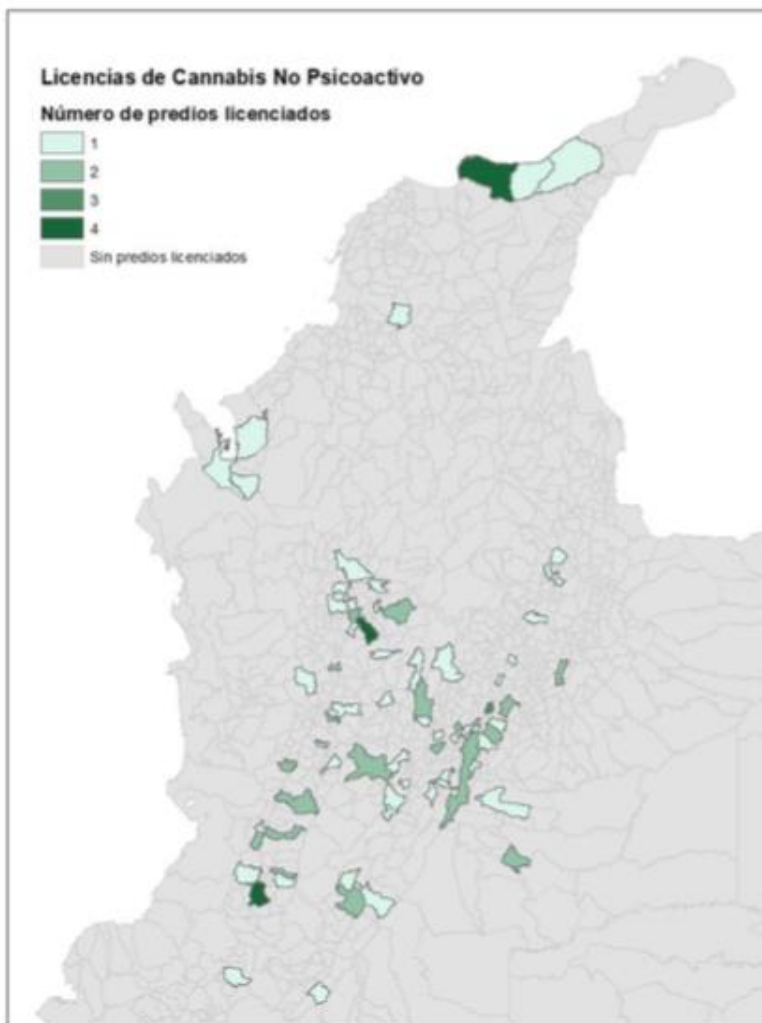 Licencias de Cannabis No Psicoactivo
Número de predios licenciados
1
2
3
4
Sin predios licenciados